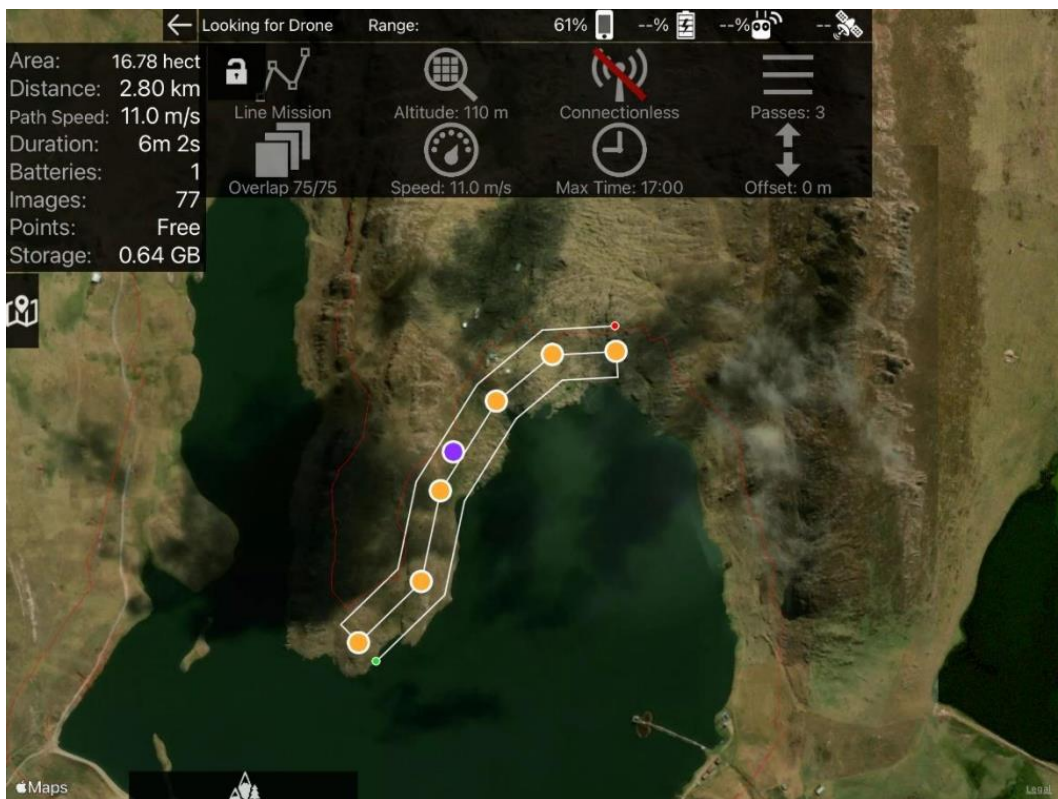 Looking for Drone Range: 61% --% --% --
Area: 16.78 hect
Distance: 2.80 km
Path Speed: 11.0 m/s
Duration: 6m 2s
Batteries: 1
Images: 77
Points: Free
Storage: 0.64 GB
Line Mission Altitude: 110 m Connectionless Passes: 3
Overlap 75/75 Speed: 11.0 m/s Max Time: 17:00 Offset: 0 m
Maps
Legal